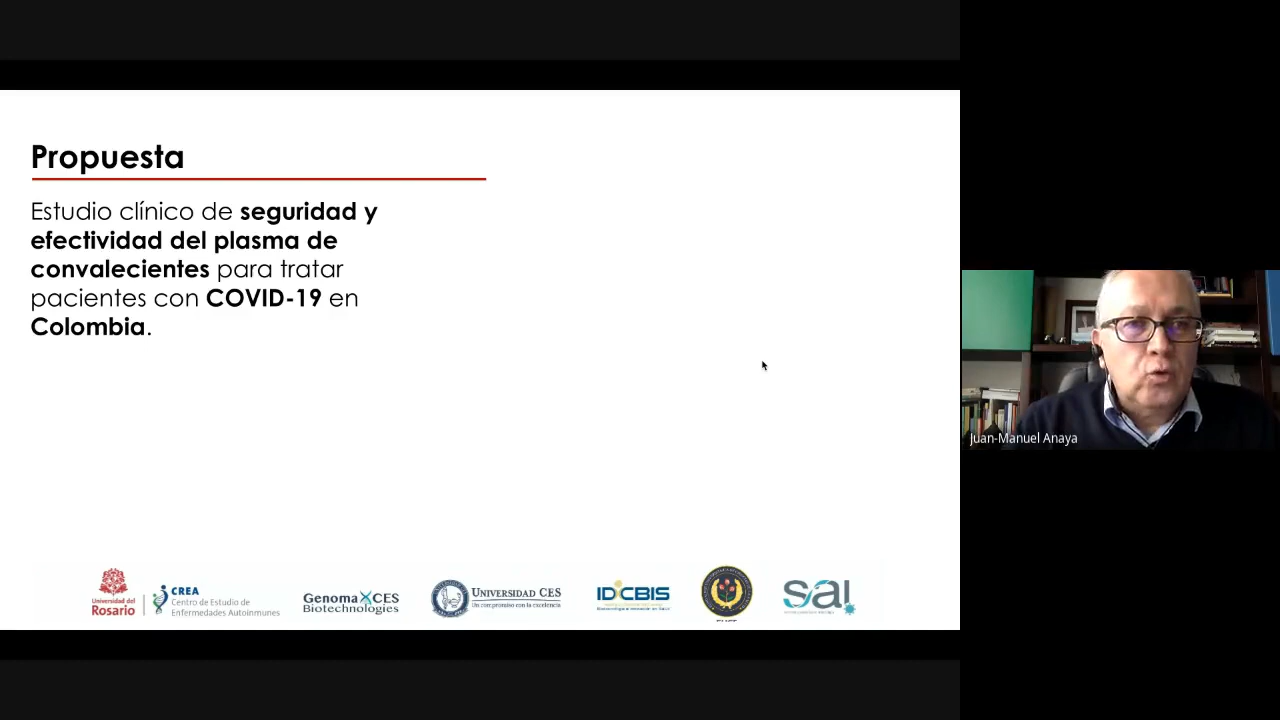 Propuesta
Estudio clínico de seguridad y
efectividad del plasma de
convalecientes para tratar
pacientes con COVID-19 en
Colombia.
Juan-Manuel Anaya
Universidad del
Rosario
CREA
Centro de Estudio de
Enfermedades Autoinmunes
GenomaXCES
Biotechnologies
UNIVERSIDAD CES
Un compromiso con la excelencia
IDCBIS
sai